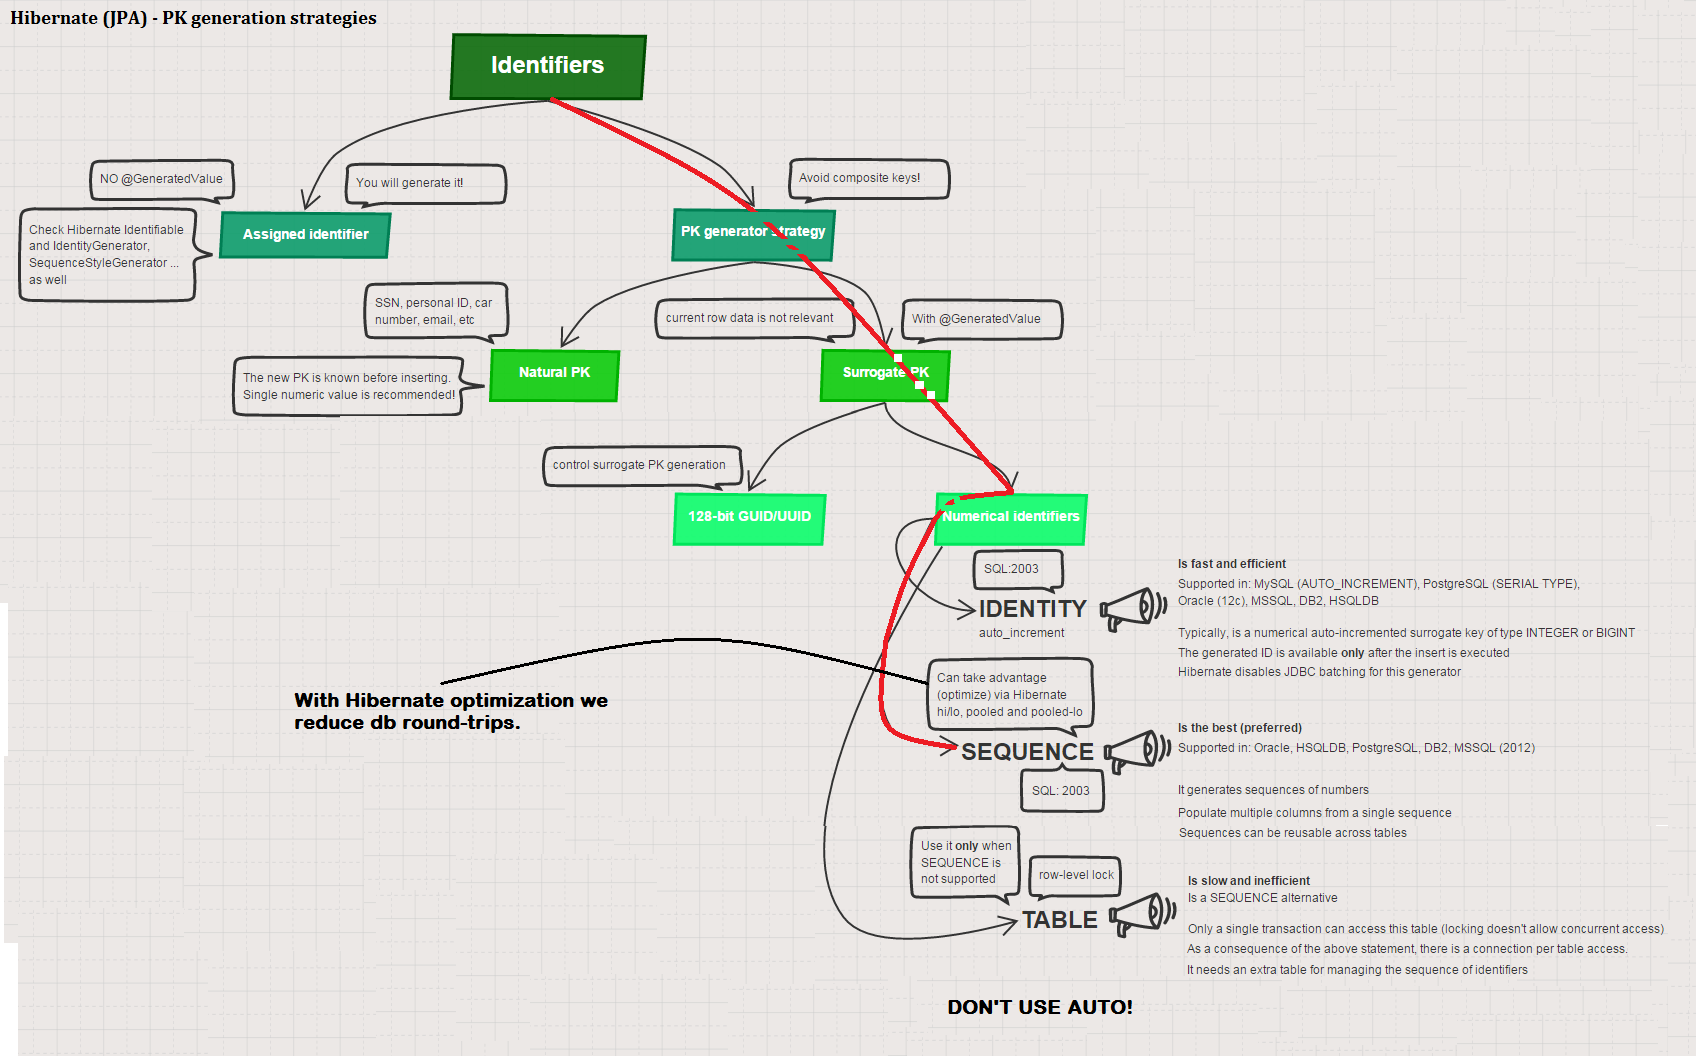 Hibernate (JPA) - PK generation strategies
Identifiers
NO @GeneratedValue
You will generate it!
Avoid composite keys!
Check Hibernate Identifiable
and IdentityGenerator,
SequenceStyleGenerator ...
as well
Assigned identifier
PK generator strategy
SSN, personal ID, car
number, email, etc
current row data is not relevant
With @GeneratedValue
The new PK is known before inserting.
Single numeric value is recommended!
Natural PK
Surrogate PK
control surrogate PK generation
128-bit GUID/UUID
Numerical identifiers
SQL:2003
IDENTITY
auto_increment
Is fast and efficient
Supported in: MySQL (AUTO_INCREMENT), PostgreSQL (SERIAL TYPE),
Oracle (12c), MSSQL, DB2, HSQLDB
Typically, is a numerical auto-incremented surrogate key of type INTEGER or BIGINT
The generated ID is available only after the insert is executed
Hibernate disables JDBC batching for this generator
With Hibernate optimization we
reduce db round-trips.
Can take advantage
(optimize) via Hibernate
hi/lo, pooled and pooled-lo
SEQUENCE
SQL: 2003
Is the best (preferred)
Supported in: Oracle, HSQLDB, PostgreSQL, DB2, MSSQL (2012)
It generates sequences of numbers
Populate multiple columns from a single sequence
Sequences can be reusable across tables
Use it only when
SEQUENCE is
not supported
row-level lock
TABLE
Is slow and inefficient
Is a SEQUENCE alternative
Only a single transaction can access this table (locking doesn't allow concurrent access)
As a consequence of the above statement, there is a connection per table access.
It needs an extra table for managing the sequence of identifiers
DON'T USE AUTO!